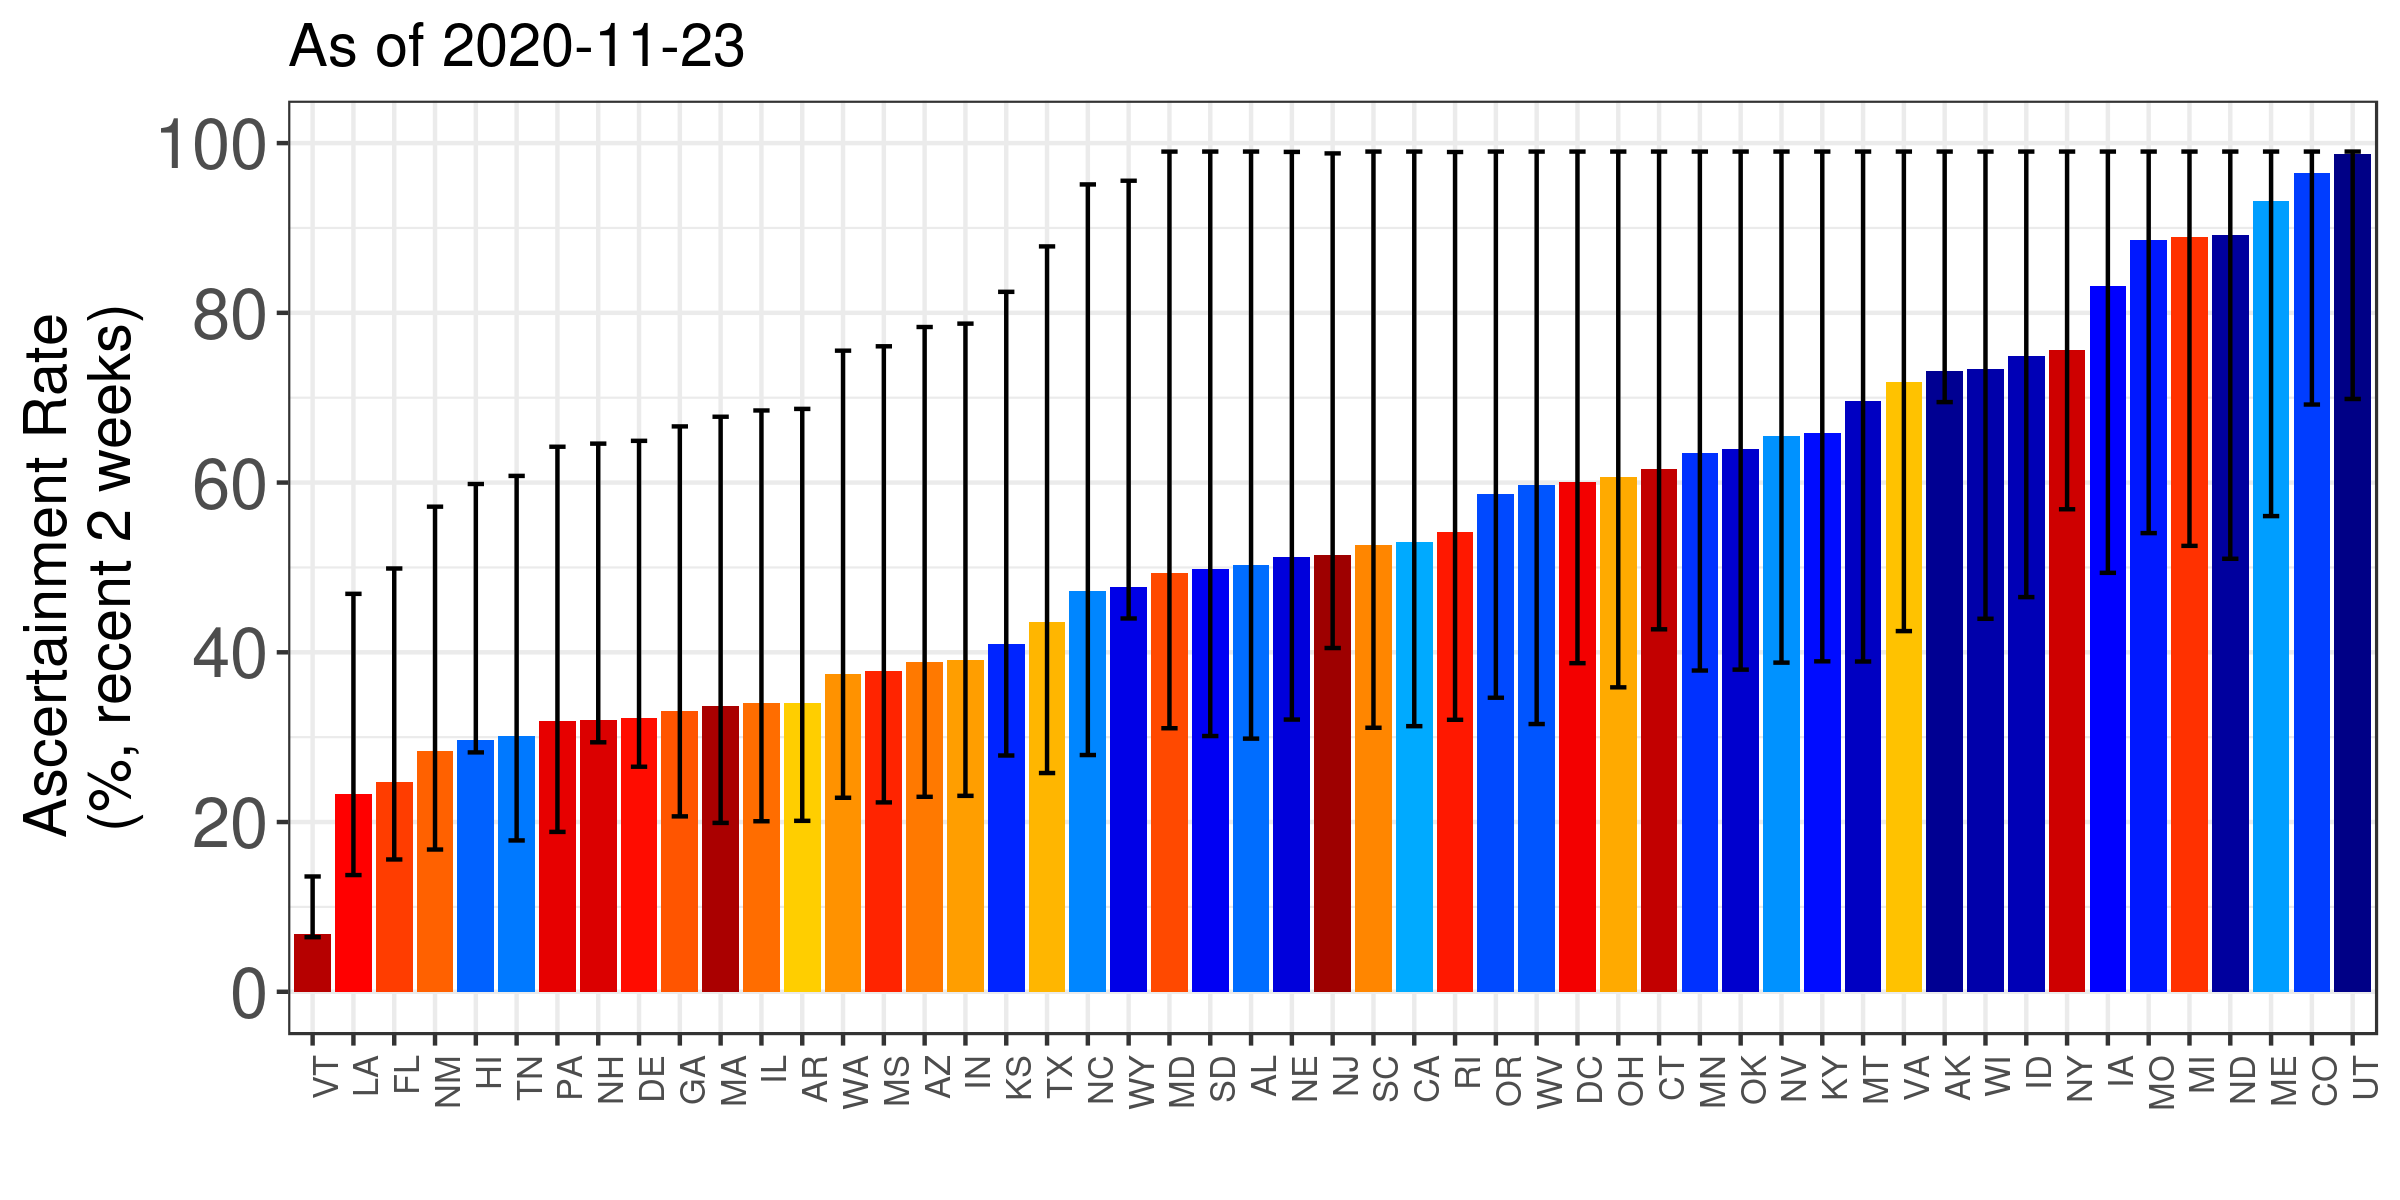 As of 2020-11-23
Ascertainment Rate
(%, recent 2 weeks)
100
80
60
40
20
0
VT LA FL NM HI TN PA NH DE GA MA IL AR WA MS AZ IN KS TX NC WY MD SD AL NE NJ SC CA RI OR WV DC OH CT MN OK NV KY MT VA AK WI ID NY IA MO MI ND ME CO UT